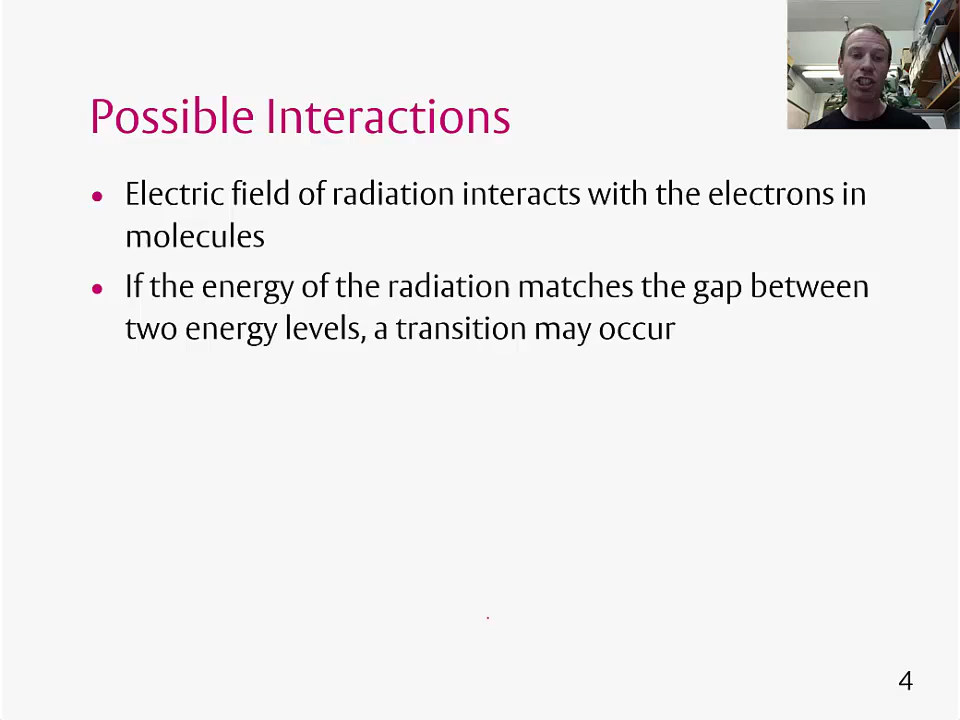 Possible Interactions
• Electric field of radiation interacts with the electrons in
molecules
• If the energy of the radiation matches the gap between
two energy levels, a transition may occur
4